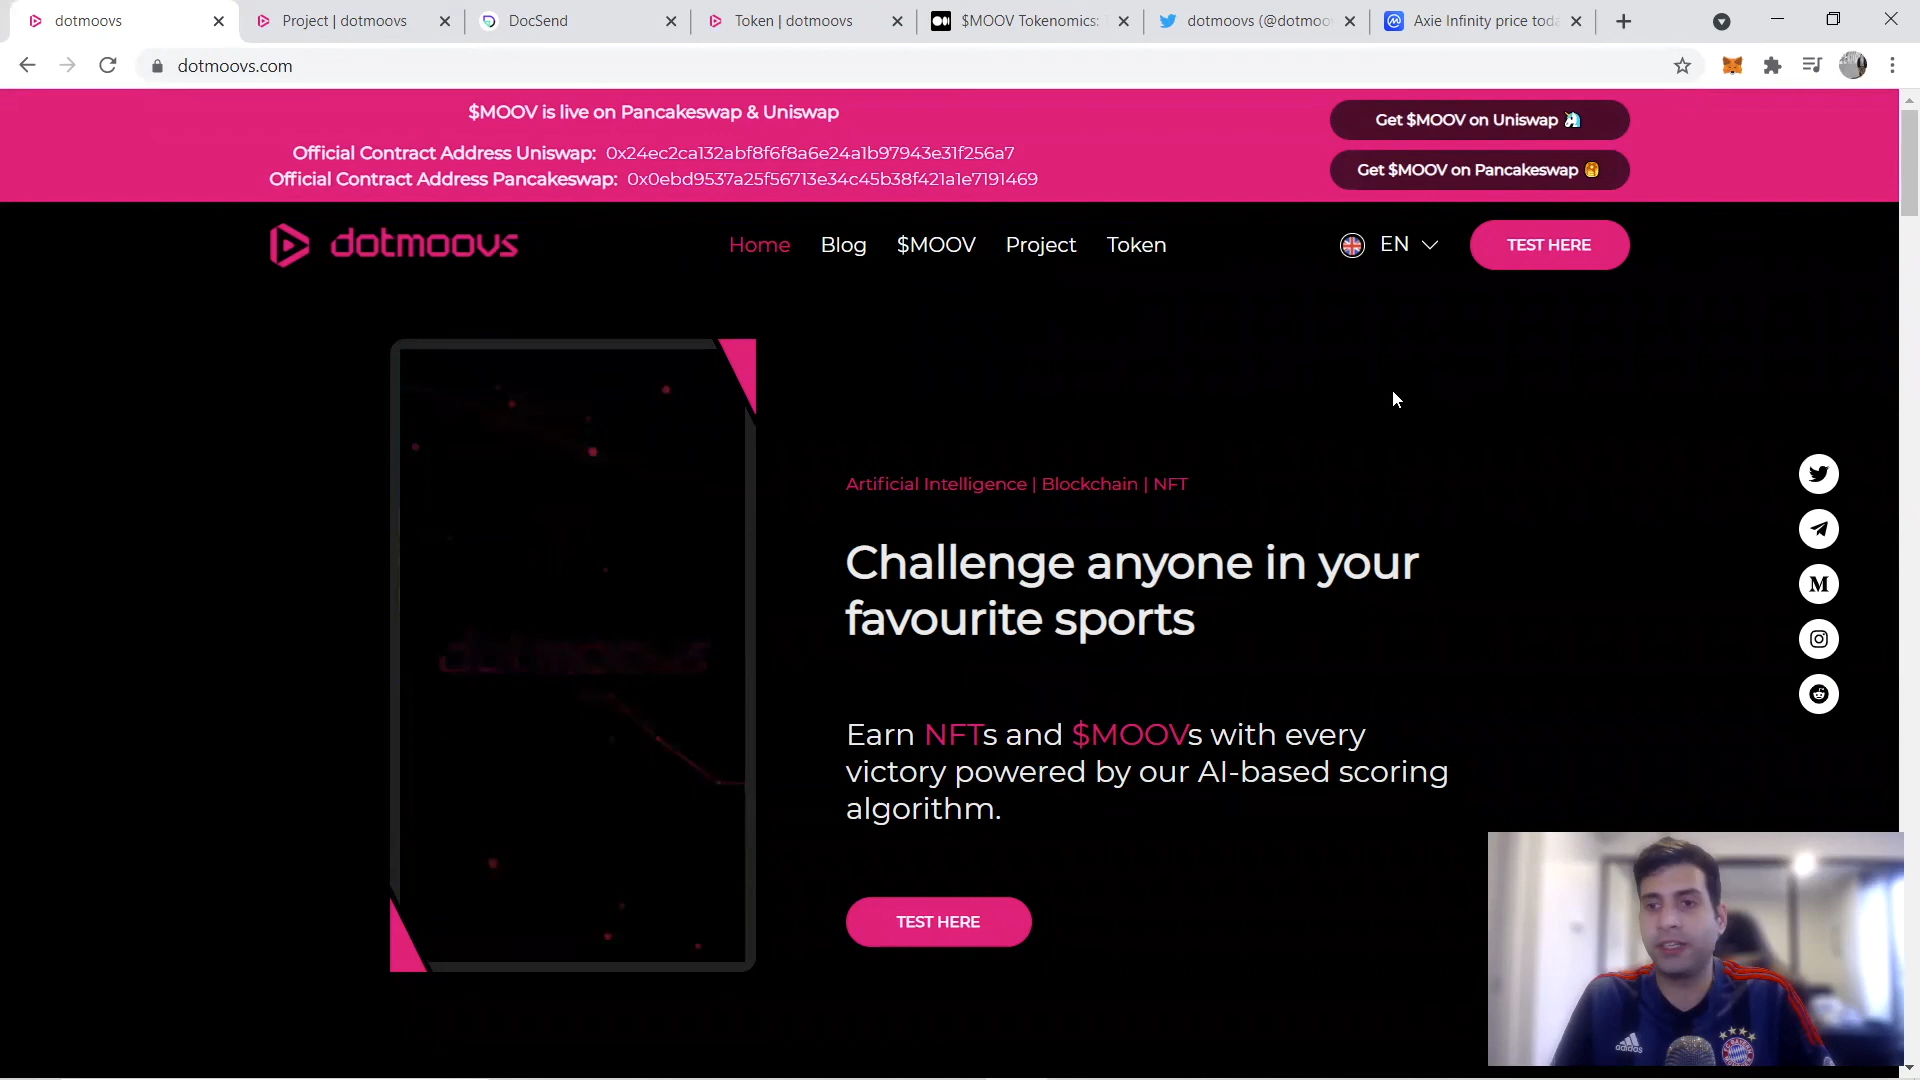 dotmoovs
Project | dotmoovs
DocSend
Token | dotmoovs
$MOOV Tokenomics:
dotmoovs (@dotmoo
Axie Infinity price toda
dotmoovs.com
$MOOV is live on Pancakeswap & Uniswap
Official Contract Address Uniswap: 0x24ec2ca132abf8f6f8a6e24a1b97943e31f256a7
Official Contract Address Pancakeswap: 0x0ebd9537a25f56713e34c45b38f421a1e7191469
Get $MOOV on Uniswap
Get $MOOV on Pancakeswap
dotmoovs
Home
Blog
$MOOV
Project
Token
EN
TEST HERE
dotmoovs
Artificial Intelligence | Blockchain | NFT
Challenge anyone in your
favourite sports
Earn NFTs and $MOOVs with every
victory powered by our AI-based scoring
algorithm.
TEST HERE
adidas